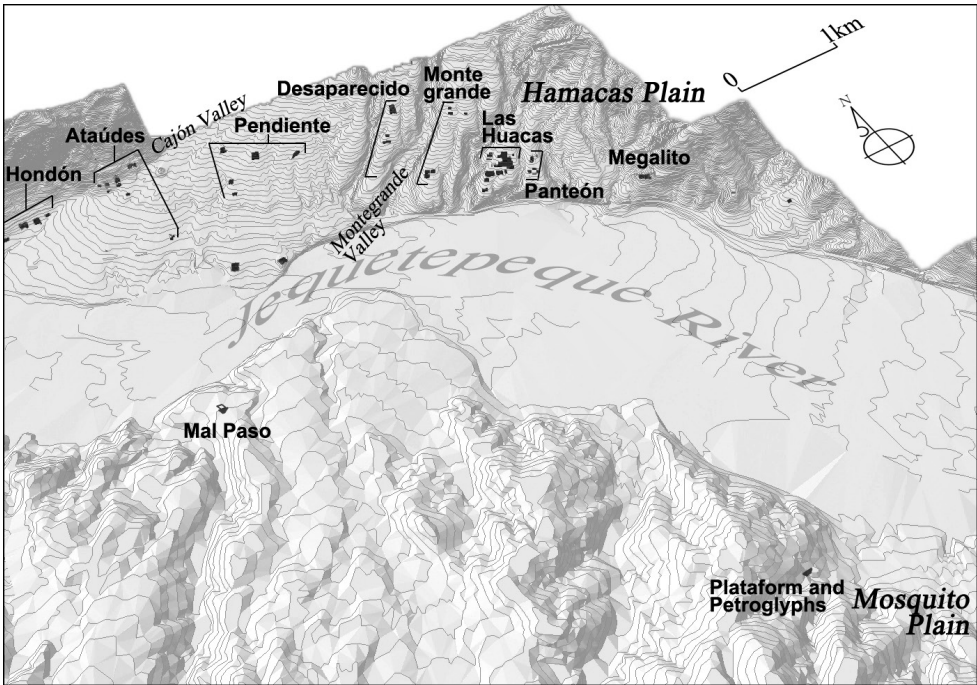 0
1km
N
Desaparecido
Monte
grande
Hamacas Plain
Ataúdes
Cajón Valley
Pendiente
Las
Huacas
Megalito
Hondón
Panteón
Montegrande
Valley
Jequetepeque River
Mal Paso
Plataform and
Petroglyphs
Mosquito
Plain